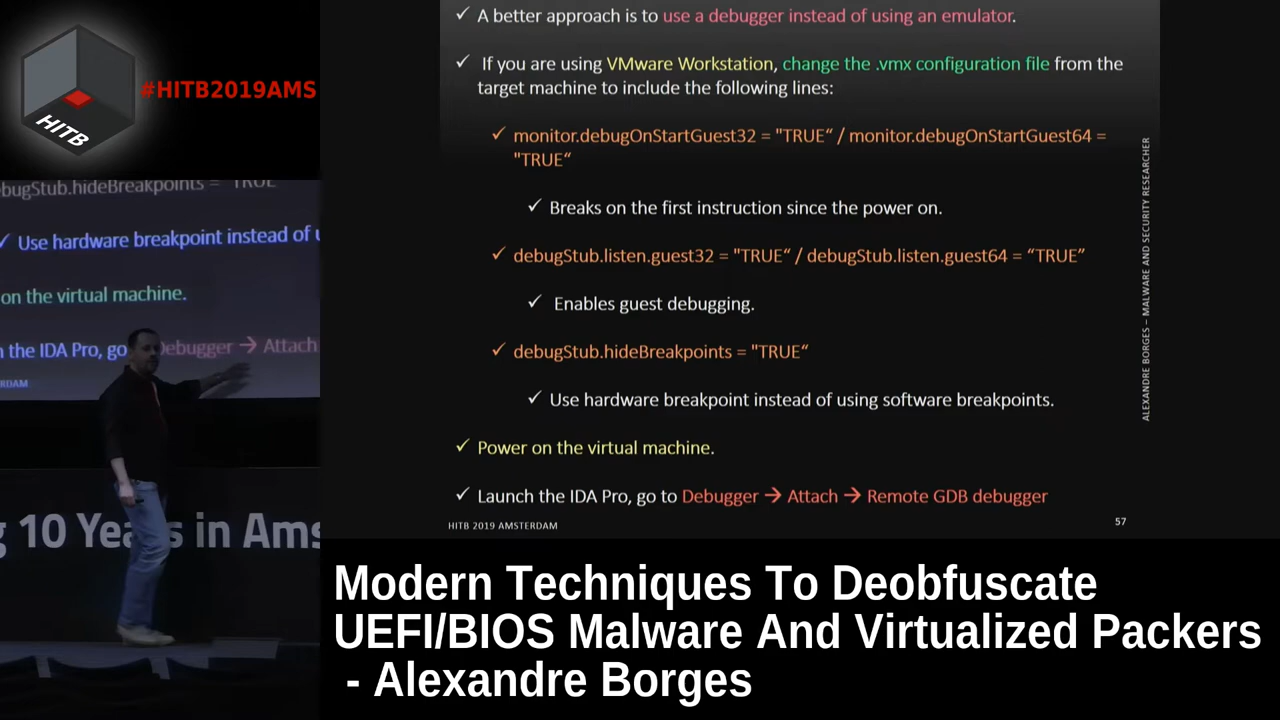 #HITB2019AMS
HITB
✓ A better approach is to use a debugger instead of using an emulator.
✓ If you are using VMware Workstation, change the .vmx configuration file from the
target machine to include the following lines:
✓ monitor.debugOnStartGuest32 = "TRUE“ / monitor.debugOnStartGuest64 =
"TRUE“
✓ Breaks on the first instruction since the power on.
✓ debugStub.listen.guest32 = "TRUE“ / debugStub.listen.guest64 = “TRUE”
✓ Enables guest debugging.
✓ debugStub.hideBreakpoints = "TRUE“
✓ Use hardware breakpoint instead of using software breakpoints.
✓ Power on the virtual machine.
✓ Launch the IDA Pro, go to Debugger → Attach → Remote GDB debugger
HITB 2019 AMSTERDAM
57
ALEXANDRE BORGES – MALWARE AND SECURITY RESEARCHER
bugStub.hideBreakpoints = "TRUE“
✓ Use hardware breakpoint instead of u
on the virtual machine.
h the IDA Pro, go Debugger → Attach
RDAM
g 10 Years in Ams
Modern Techniques To Deobfuscate
UEFI/BIOS Malware And Virtualized Packers
- Alexandre Borges